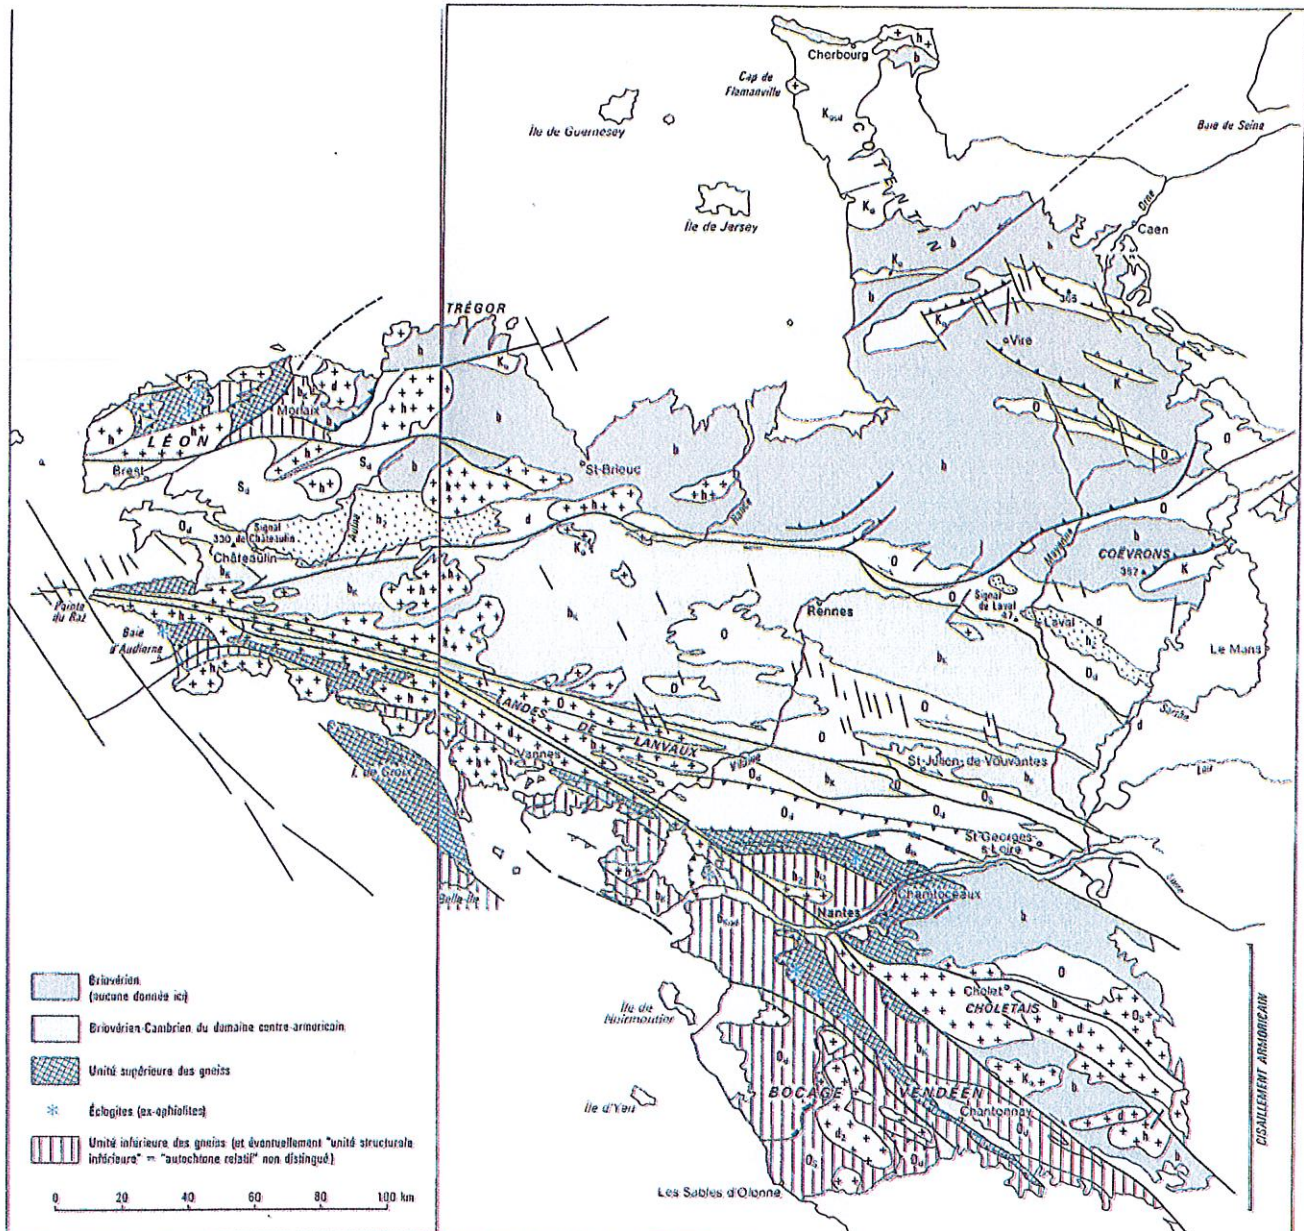 Cherbourg
Cap de
Flamanville
Île de Guernesey
Baie de Seine
COTENTIN
Île de Jersey
Orne
Caen
TRÉGOR
365
Vire
Morlaix
LÉON
Brest
St-Brieuc
Rance
Signal
330 de Châteaulin
Aulne
Châteaulin
Mayenne
COËVRONS
357
Pointe
du Raz
Baie
d'Audierne
Rennes
Signal
de Laval
Laval
Le Mans
Sarthe
LANDES
DE
LANVAUX
Vannes
Vilaine
St-Julien-de-Vouvantes
Loir
Î. de Groix
St-Georges-
s-Loire
Belle-Île
Chamtoceaux
Nantes
Île de
Noirmoutier
Cholet
CHOLETAIS
Île d'Yeu
BOCAGE VENDÉEN
Chantonnay
Les Sables d'Olonne
CISAILLEMENT ARMORICAIN
Briovérien
(aucune donnée ici)
Briovérien-Cambrien du domaine centre-armoricain
Unité supérieure des gneiss
Éclogites (ex-ophiolites)
Unité inférieure des gneiss (et éventuellement "unité structurale
inférieure" = "autochtone relatif" non distingué)
0 20 40 60 80 100 km